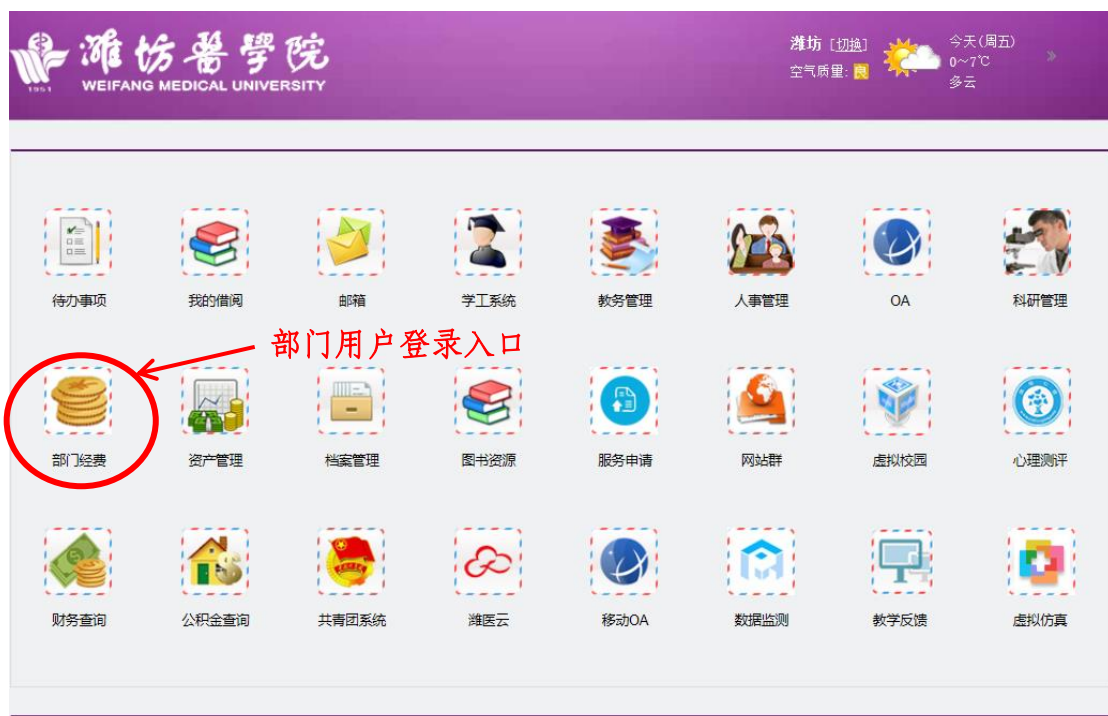 濰坊醫學院
WEIFANG MEDICAL UNIVERSITY
1951
潍坊 [切换]
空气质量: 良
今天(周五)
0~7℃
多云
待办事项 我的借阅 邮箱 学工系统 教务管理 人事管理 OA 科研管理
部门用户登录入口
部门经费 资产管理 档案管理 图书资源 服务申请 网站群 虚拟校园 心理测评
财务查询 公积金查询 共青团系统 潍医云 移动OA 数据监测 教学反馈 虚拟仿真